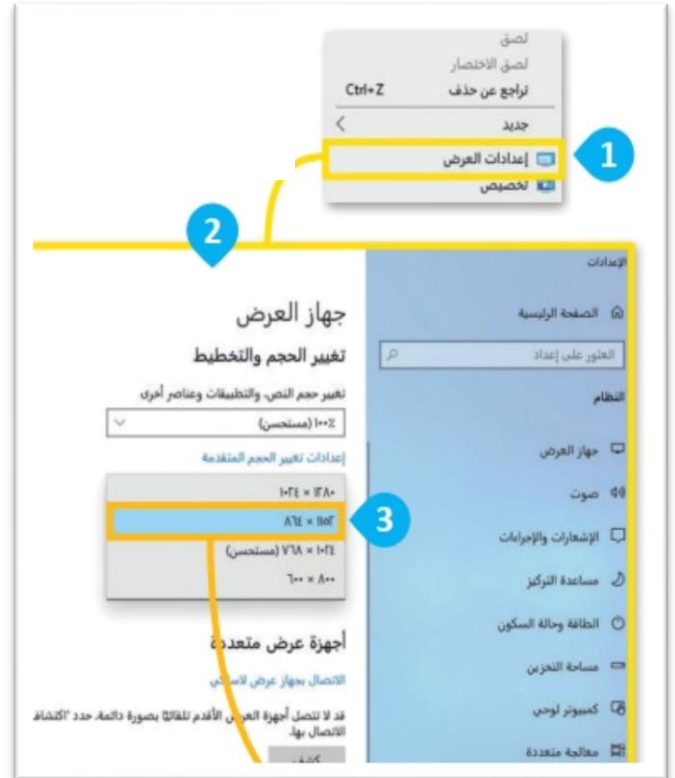 لصق
لصق الاختصار
تراجع عن حذف Ctrl+Z
جديد
1
إعدادات العرض
تخصيص
2
الإعدادات
الصفحة الرئيسية
العثور على إعداد
النظام
جهاز العرض
صوت
الإشعارات والإجراءات
مساعدة التركيز
الطاقة وحالة السكون
مساحة التخزين
كمبيوتر لوحي
معالجة متعددة
جهاز العرض
تغيير الحجم والتخطيط
تغيير حجم النص، والتطبيقات وعناصر أخرى
١٠٠٪ (مستحسن)
إعدادات تغيير الحجم المتقدمة
١٢٨٠ × ١٠٢٤
3
١١٥٢ × ٨٦٤
١٠٢٤ × ٧٦٨ (مستحسن)
٨٠٠ × ٦٠٠
أجهزة عرض متعددة
الاتصال بجهاز عرض لاسلكي
قد لا تتصل أجهزة العرض الأقدم تلقائيًا بصورة دائمة. حدد "اكتشاف
الاتصال بها.
كشف